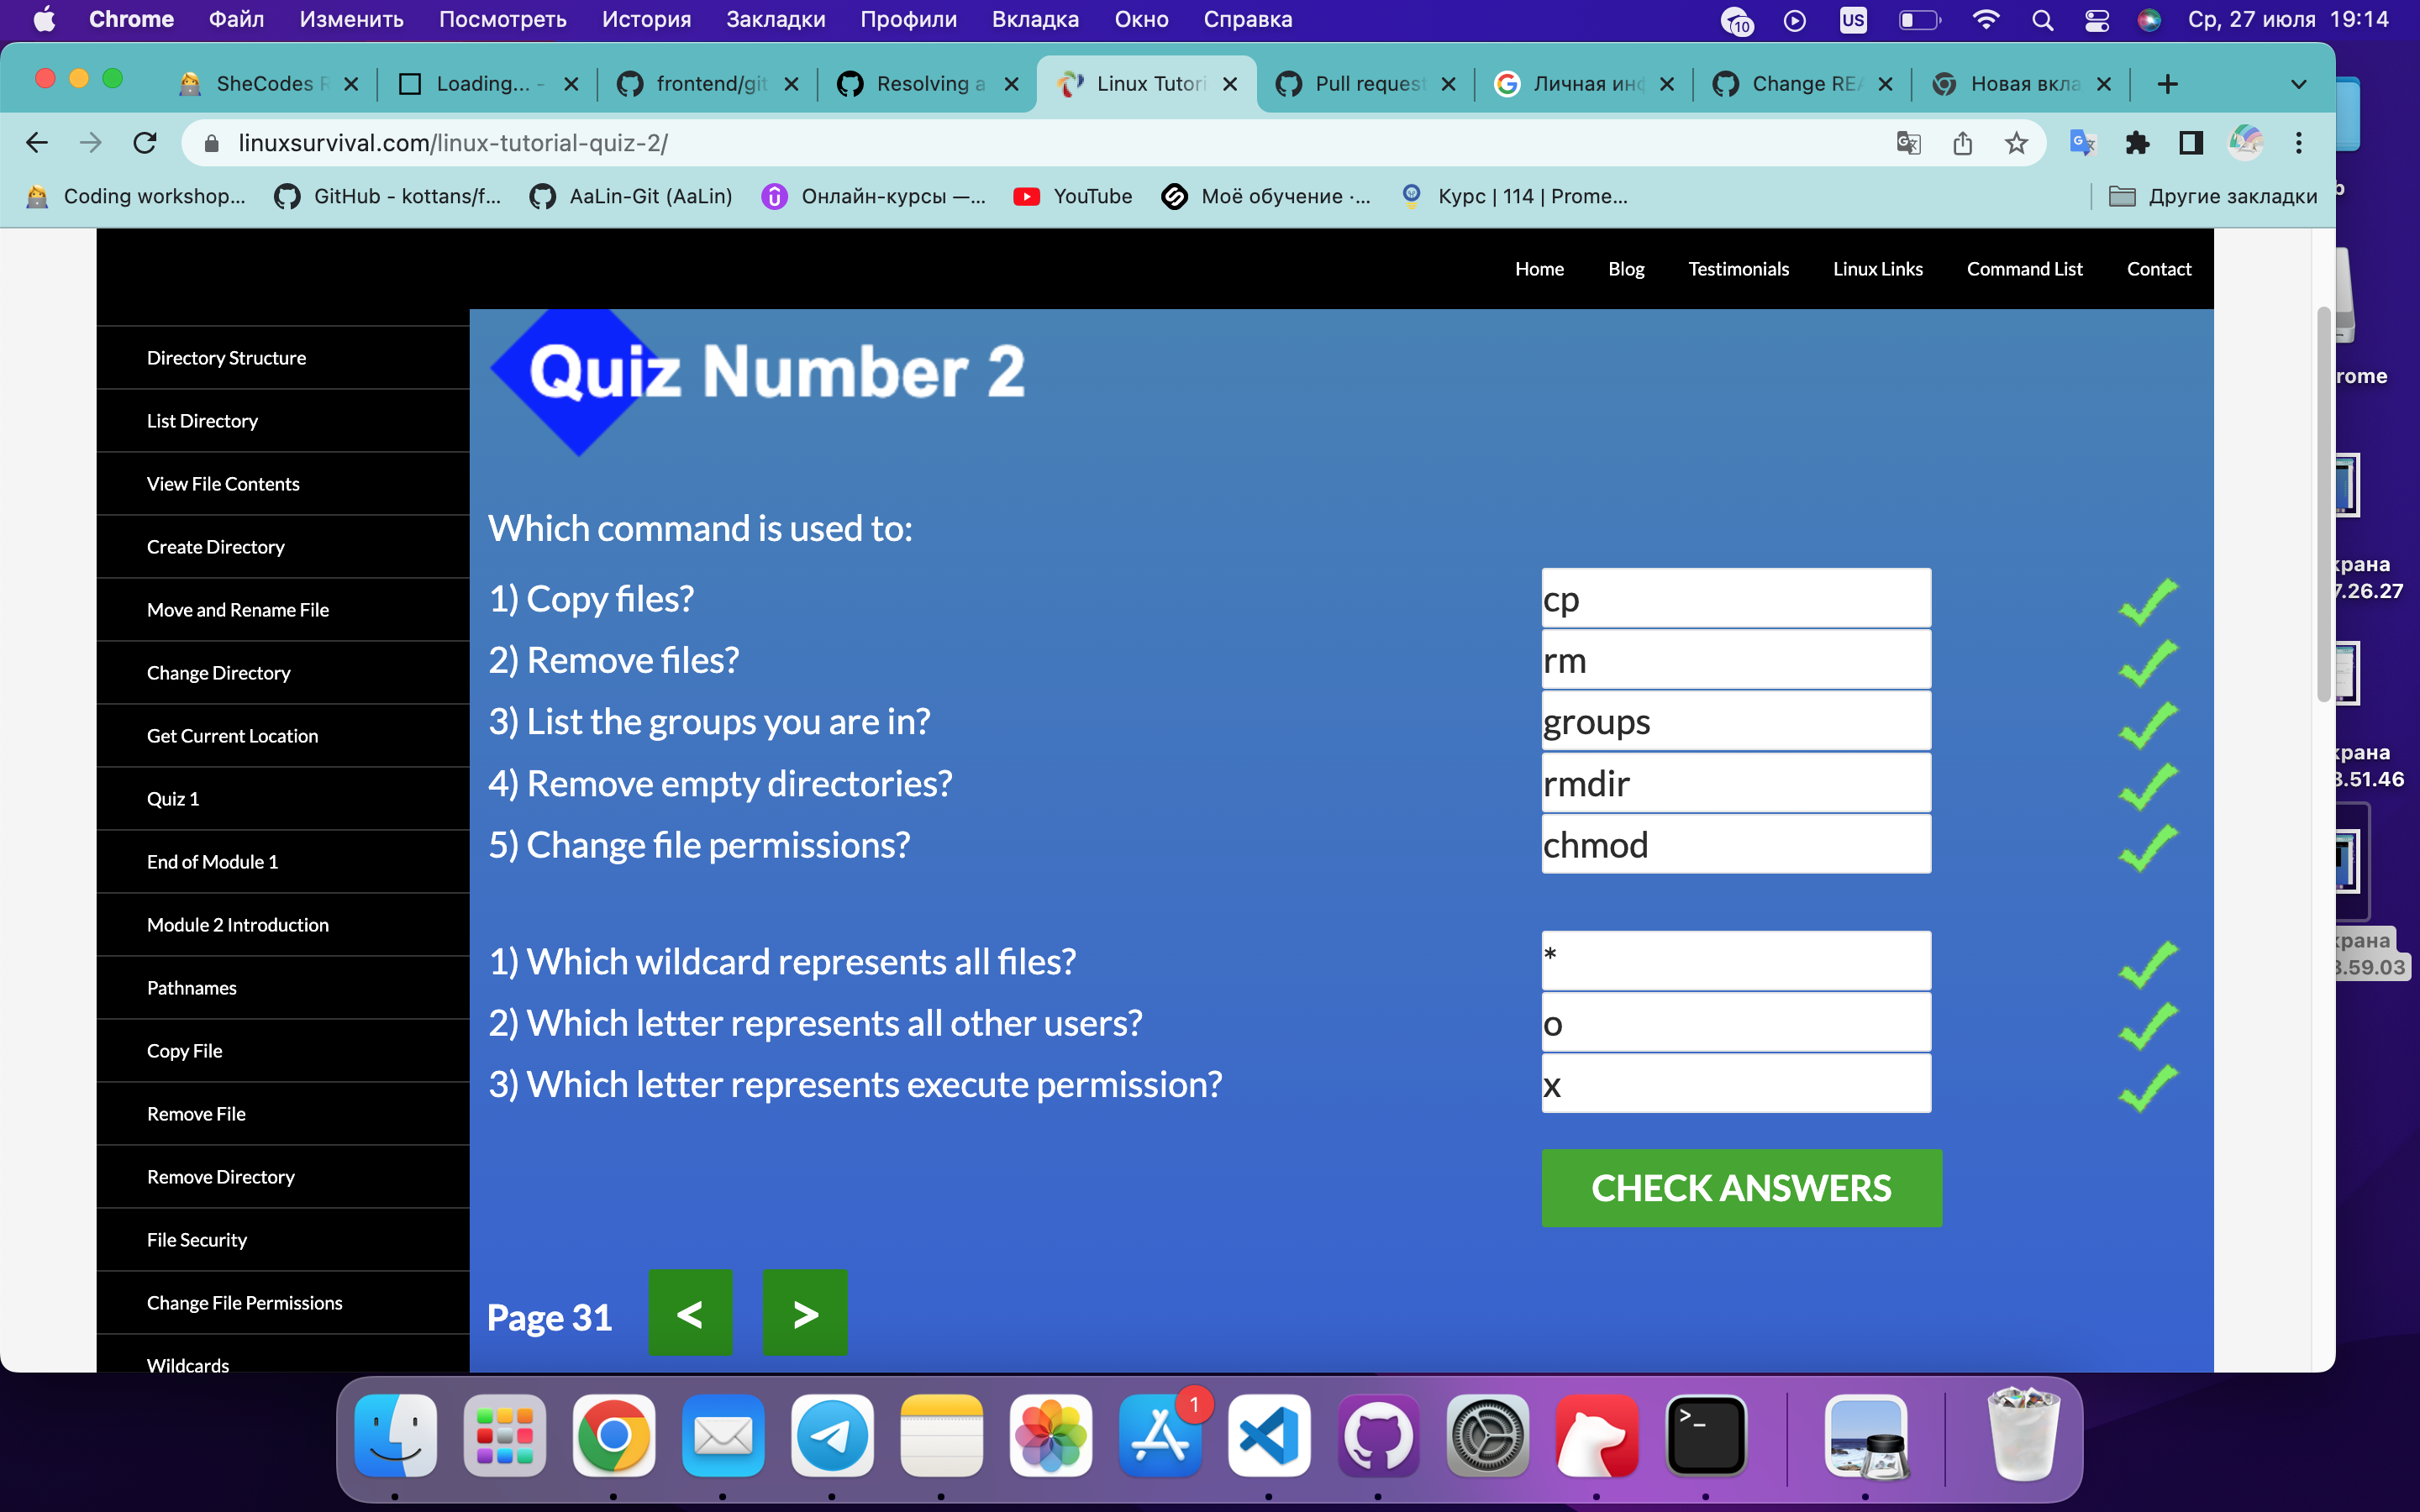 Chrome Файл Изменить Посмотреть История Закладки Профили Вкладка Окно Справка 10 US Ср, 27 июля 19:14
SheCodes Loading... - frontend/git Resolving a Linux Tutori Pull request Личная инф Change REA Новая вкла
linuxsurvival.com/linux-tutorial-quiz-2/
Coding workshop... GitHub - kottans/f... AaLin-Git (AaLin) Онлайн-курсы —... YouTube Моё обучение ·... Курс | 114 | Prome... Другие закладки
Home Blog Testimonials Linux Links Command List Contact
Directory Structure
List Directory
View File Contents
Create Directory
Move and Rename File
Change Directory
Get Current Location
Quiz 1
End of Module 1
Module 2 Introduction
Pathnames
Copy File
Remove File
Remove Directory
File Security
Change File Permissions
Wildcards
Quiz Number 2
Which command is used to:
1) Copy files? cp
2) Remove files? rm
3) List the groups you are in? groups
4) Remove empty directories? rmdir
5) Change file permissions? chmod
1) Which wildcard represents all files? *
2) Which letter represents all other users? o
3) Which letter represents execute permission? x
CHECK ANSWERS
Page 31 < >
rome
крана
7.26.27
крана
3.51.46
крана
3.59.03
1
>_